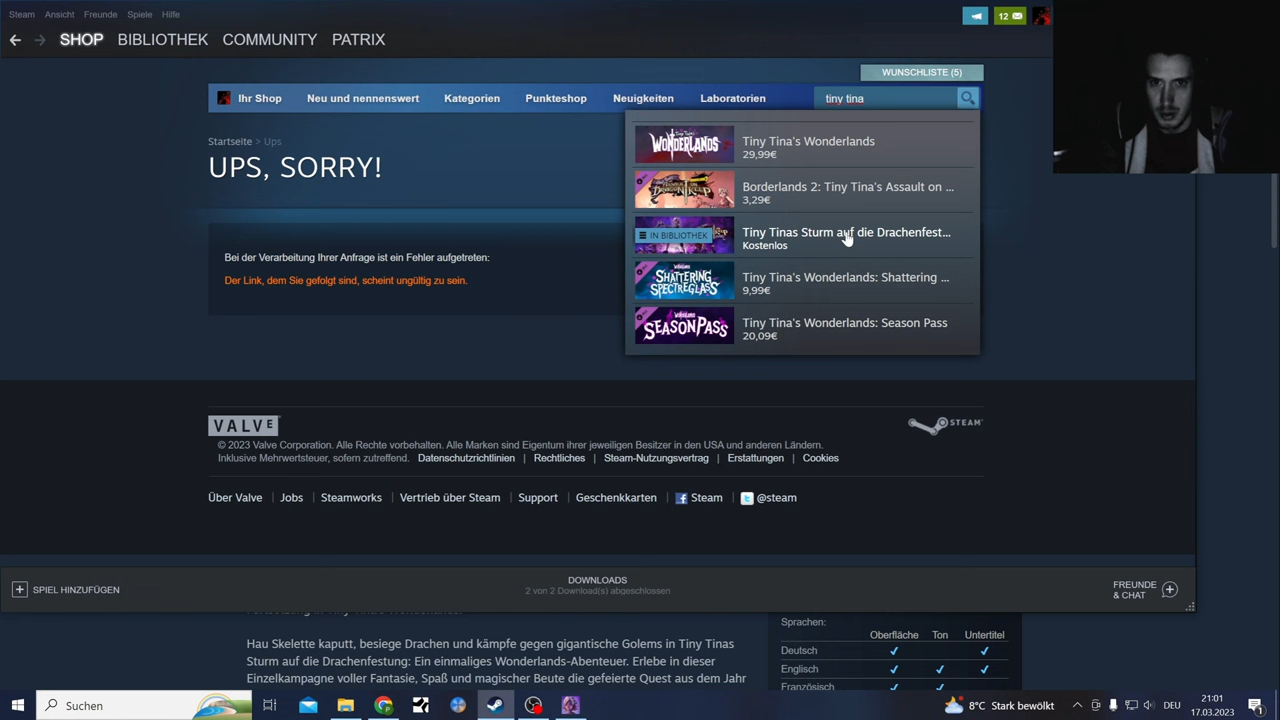 Steam Ansicht Freunde Spiele Hilfe
12
SHOP BIBLIOTHEK COMMUNITY PATRIX
WUNSCHLISTE (5)
Ihr Shop Neu und nennenswert Kategorien Punkteshop Neuigkeiten Laboratorien tiny tina
Startseite > Ups
UPS, SORRY!
Bei der Verarbeitung Ihrer Anfrage ist ein Fehler aufgetreten:
Der Link, dem Sie gefolgt sind, scheint ungültig zu sein.
WONDERLANDS
Tiny Tina's Wonderlands
29,99€
Borderlands 2: Tiny Tina's Assault on ...
3,29€
IN BIBLIOTHEK
Tiny Tinas Sturm auf die Drachenfest...
Kostenlos
SHATTERING SPECTREGLASS
Tiny Tina's Wonderlands: Shattering ...
9,99€
SEASON PASS
Tiny Tina's Wonderlands: Season Pass
20,09€
VALVE
STEAM
© 2023 Valve Corporation. Alle Rechte vorbehalten. Alle Marken sind Eigentum ihrer jeweiligen Besitzer in den USA und anderen Ländern.
Inklusive Mehrwertsteuer, sofern zutreffend. Datenschutzrichtlinien | Rechtliches | Steam-Nutzungsvertrag | Erstattungen | Cookies
Über Valve | Jobs | Steamworks | Vertrieb über Steam | Support | Geschenkkarten | Steam | @steam
SPIEL HINZUFÜGEN
DOWNLOADS
2 von 2 Download(s) abgeschlossen
FREUNDE
& CHAT
Hau Skelette kaputt, besiege Drachen und kämpfe gegen gigantische Golems in Tiny Tinas
Sturm auf die Drachenfestung: Ein einmaliges Wonderlands-Abenteuer. Erlebe in dieser
Einzelkampagne voller Fantasie, Spaß und magischer Beute die gefeierte Quest aus dem Jahr
Sprachen:
Oberfläche Ton Untertitel
Deutsch ✔ ✔
Englisch ✔ ✔ ✔
Französisch ✔ ✔
Suchen
8°C Stark bewölkt
21:01
17.03.2023
1